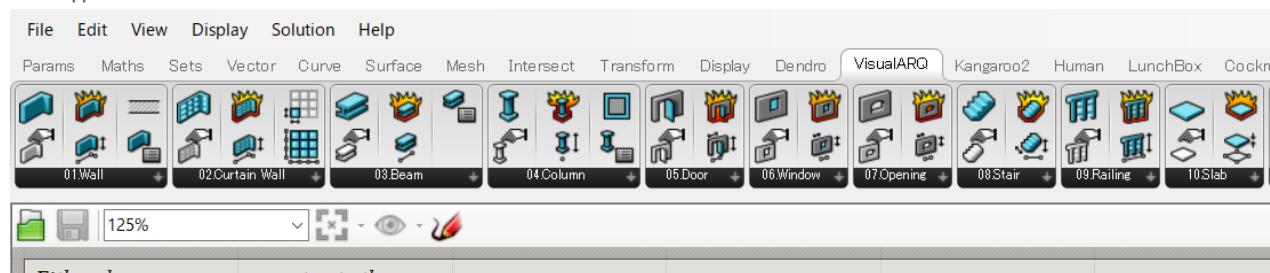 File Edit View Display Solution Help
Params Maths Sets Vector Curve Surface Mesh Intersect Transform Display Dendro VisualARQ Kangaroo2 Human LunchBox
01.Wall 02.Curtain Wall 03.Beam 04.Column 05.Door 06.Window 07.Opening 08.Stair 09.Railing 10.Slab
125%